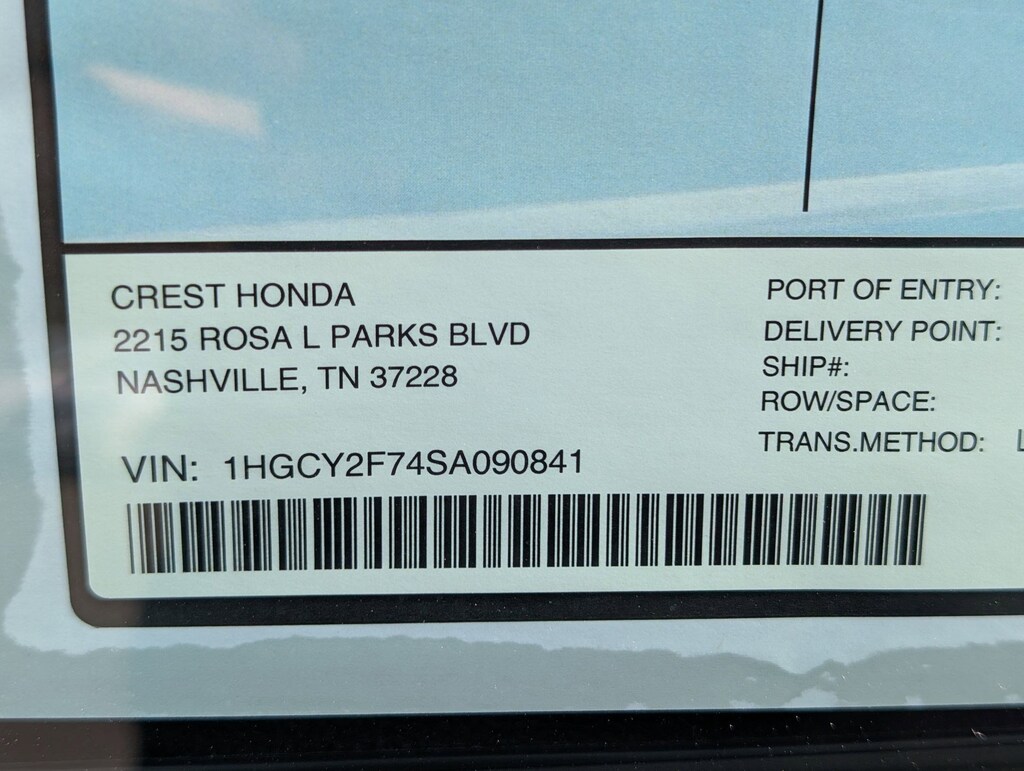 CREST HONDA
2215 ROSA L PARKS BLVD
NASHVILLE, TN 37228
VIN: 1HGCY2F74SA090841
PORT OF ENTRY:
DELIVERY POINT:
SHIP#:
ROW/SPACE:
TRANS.METHOD: